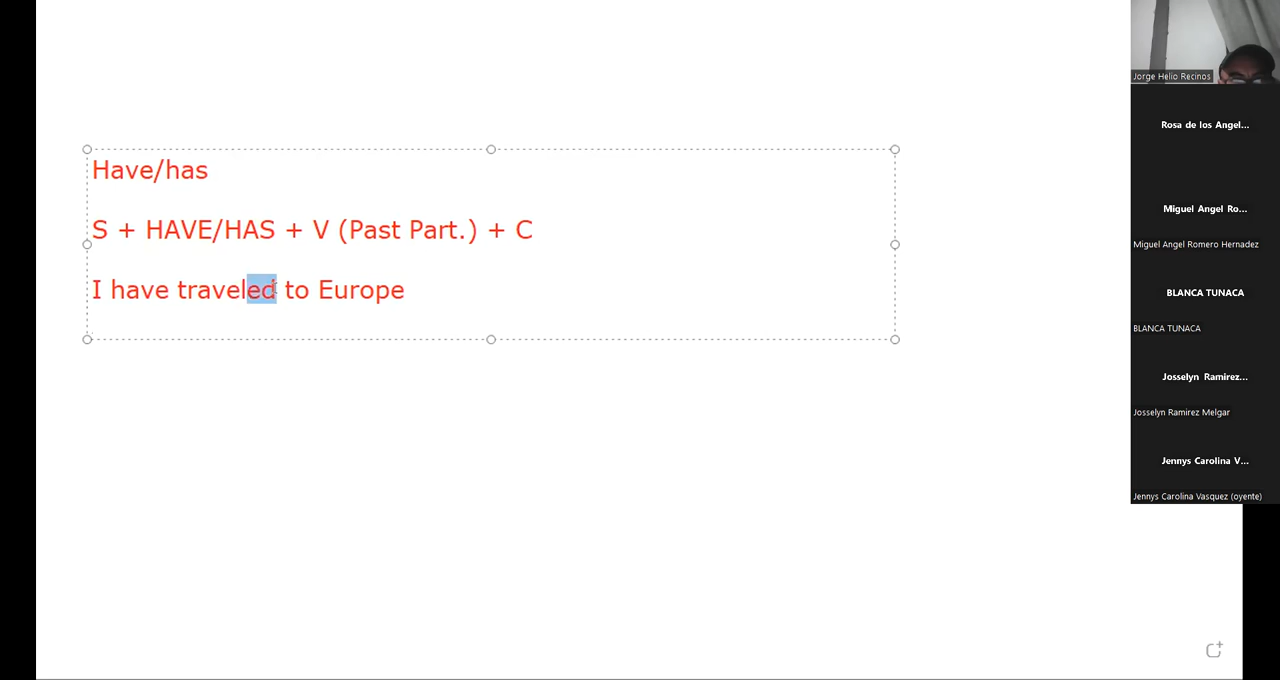 Have/has
S + HAVE/HAS + V (Past Part.) + C
I have traveled to Europe
Jorge Helio Recinos
Rosa de los Angel...
Miguel Angel Ro...
Miguel Angel Romero Hernadez
BLANCA TUNACA
BLANCA TUNACA
Josselyn Ramirez...
Josselyn Ramirez Melgar
Jennys Carolina V...
Jennys Carolina Vasquez (oyente)